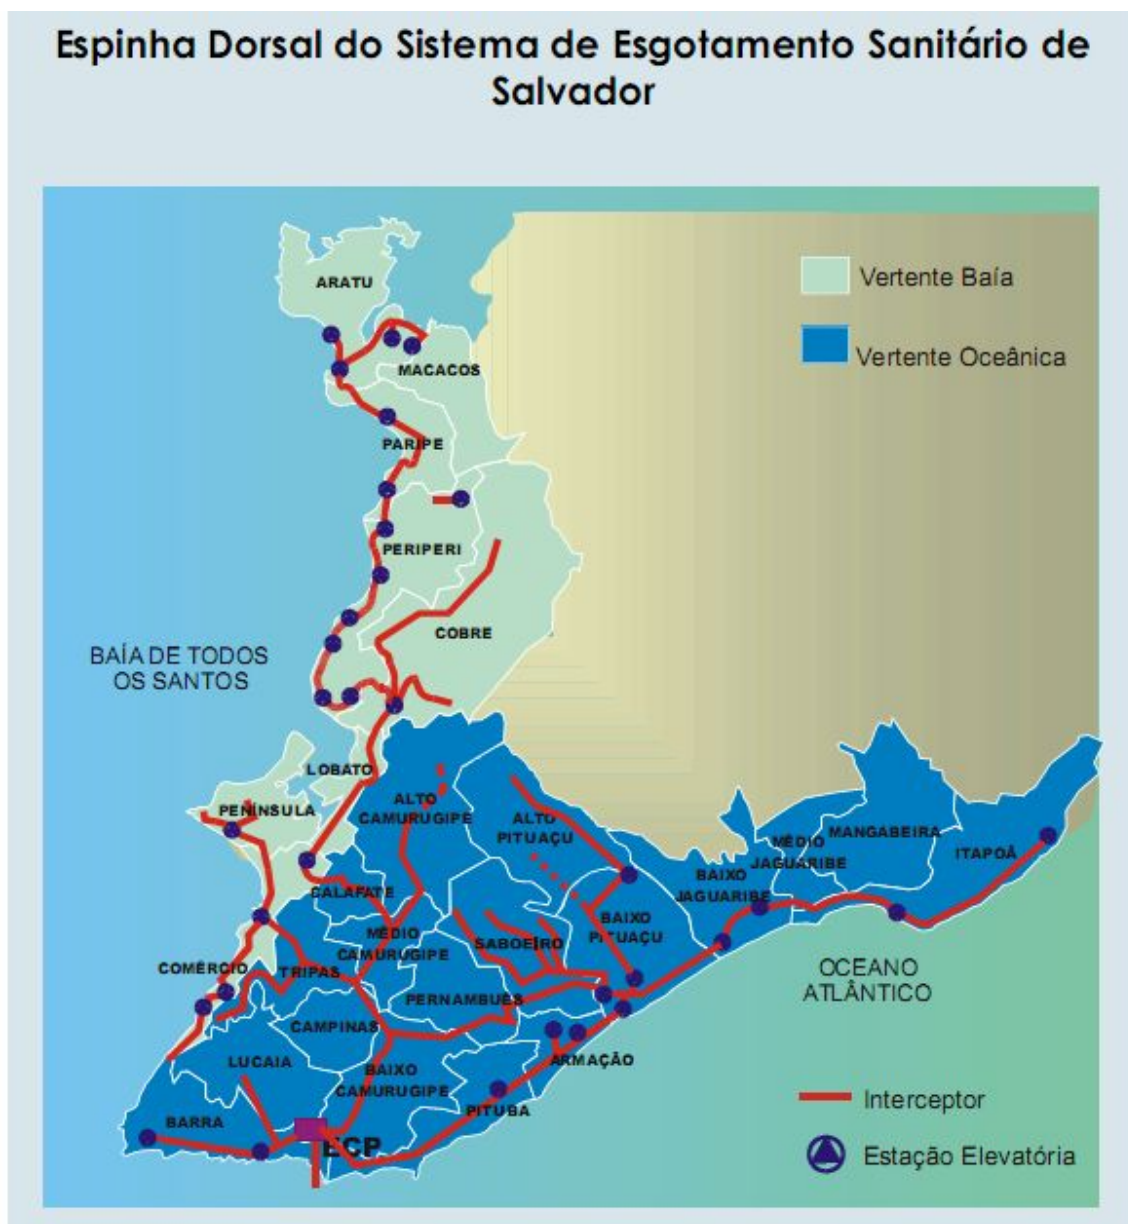 Espinha Dorsal do Sistema de Esgotamento Sanitário de
Salvador
Vertente Baía
Vertente Oceânica
ARATU
MACACOS
PARIPE
PERIPERI
COBRE
BAÍA DE TODOS
OS SANTOS
LOBATO
PENÍNSULA
ALTO
CAMURUGIPE
ALTO
PITUAÇU
MÉDIO
JAGUARIBE
MANGABEIRA
ITAPOÃ
BAIXO
JAGUARIBE
CALAFATE
BAIXO
PITUAÇU
MÉDIO
CAMURUGIPE
SABOEIRO
COMÉRCIO
TRIPAS
PERNAMBUÉS
OCEANO
ATLÂNTICO
CAMPINAS
LUCAIA
BAIXO
CAMURUGIPE
ARMAÇÃO
PITUBA
BARRA
ECP
Interceptor
Estação Elevatória